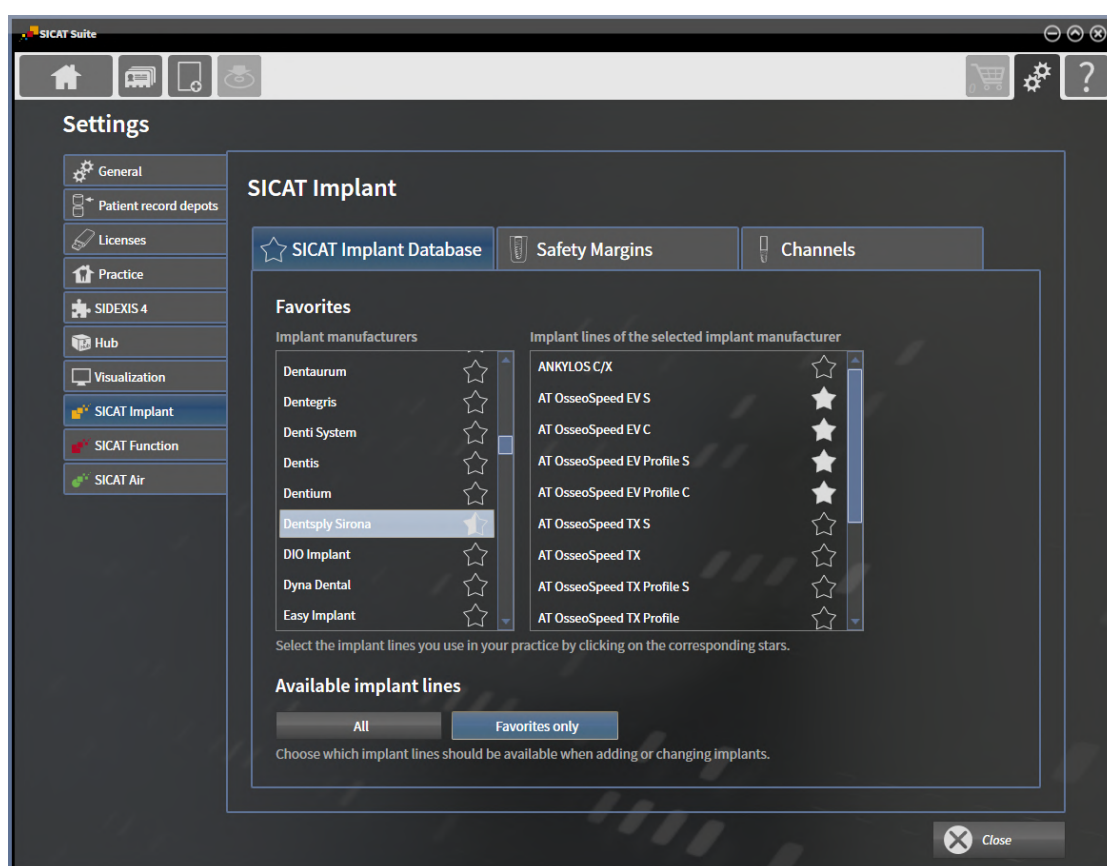 SICAT Suite
0
?
Settings
General
Patient record depots
Licenses
Practice
SIDEXIS 4
Hub
Visualization
SICAT Implant
SICAT Function
SICAT Air
SICAT Implant
SICAT Implant Database
Safety Margins
Channels
Favorites
Implant manufacturers
Dentaurum
Dentegris
Denti System
Dentis
Dentium
Dentsply Sirona
DIO Implant
Dyna Dental
Easy Implant
Implant lines of the selected implant manufacturer
ANKYLOS C/X
AT OsseoSpeed EV S
AT OsseoSpeed EV C
AT OsseoSpeed EV Profile S
AT OsseoSpeed EV Profile C
AT OsseoSpeed TX S
AT OsseoSpeed TX
AT OsseoSpeed TX Profile S
AT OsseoSpeed TX Profile
Select the implant lines you use in your practice by clicking on the corresponding stars.
Available implant lines
All
Favorites only
Choose which implant lines should be available when adding or changing implants.
Close